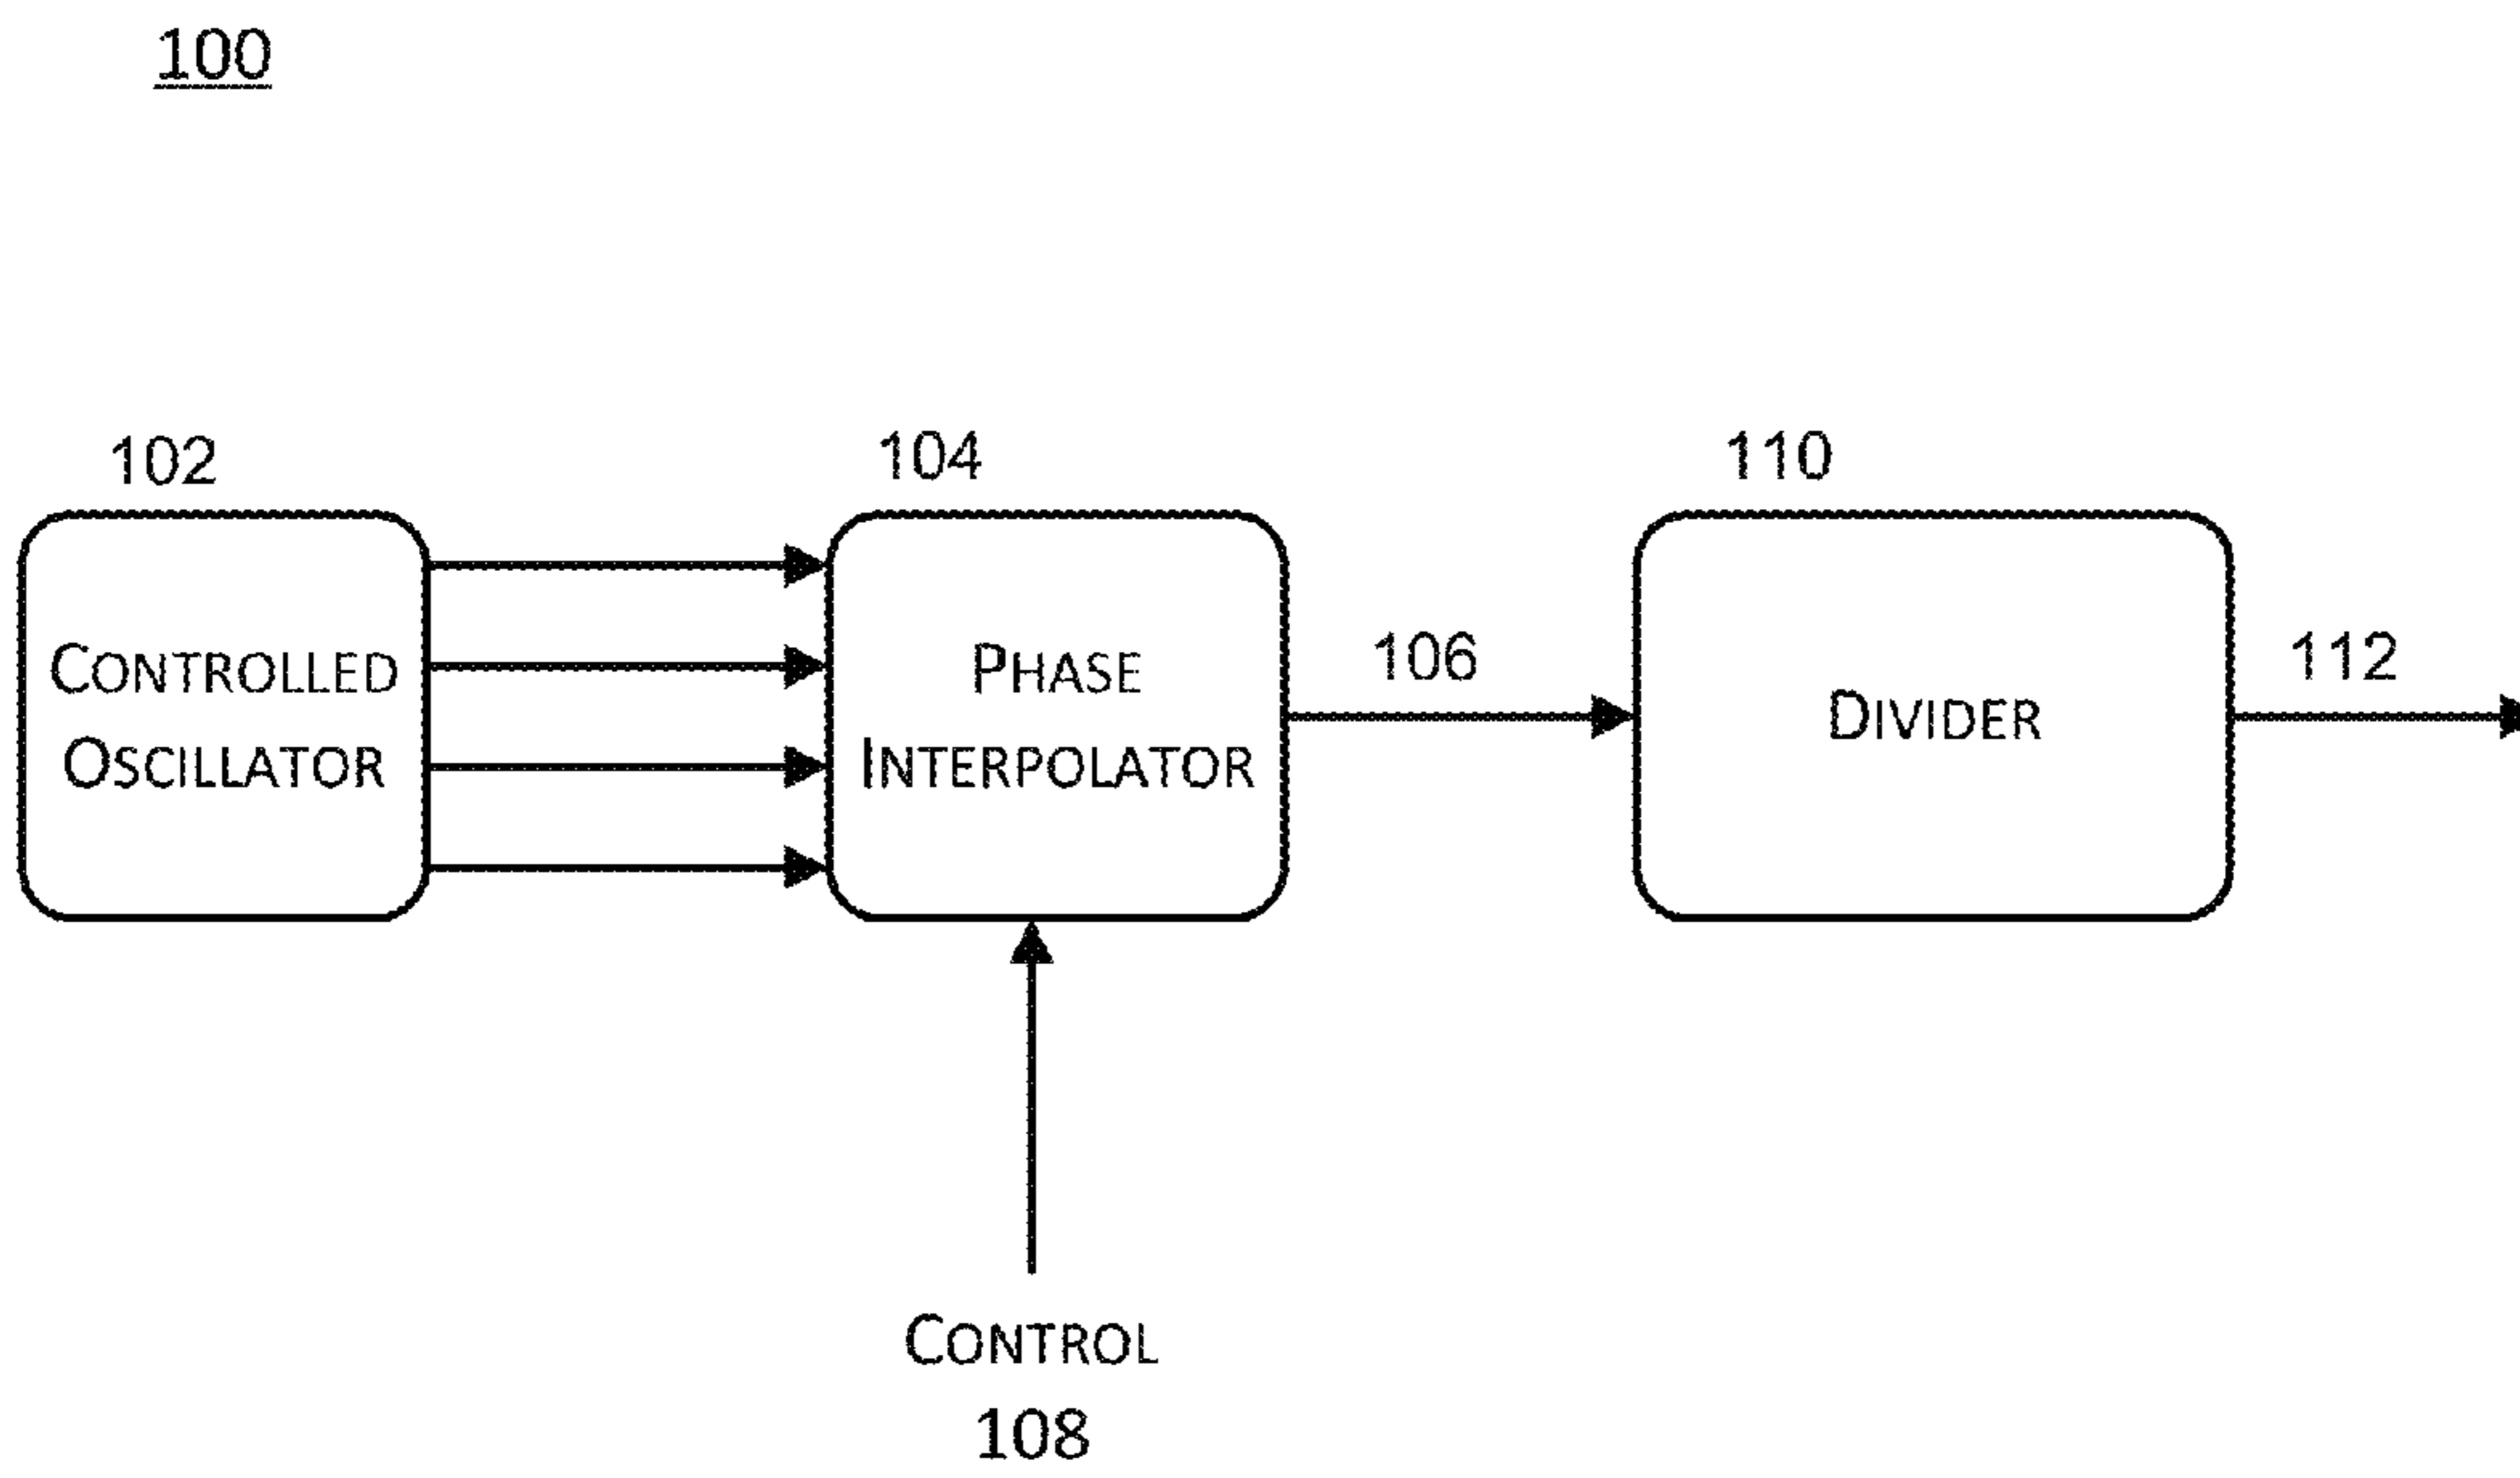 100
102
104
110
CONTROLLED
OSCILLATOR
PHASE
INTERPOLATOR
106
DIVIDER
112
CONTROL
108